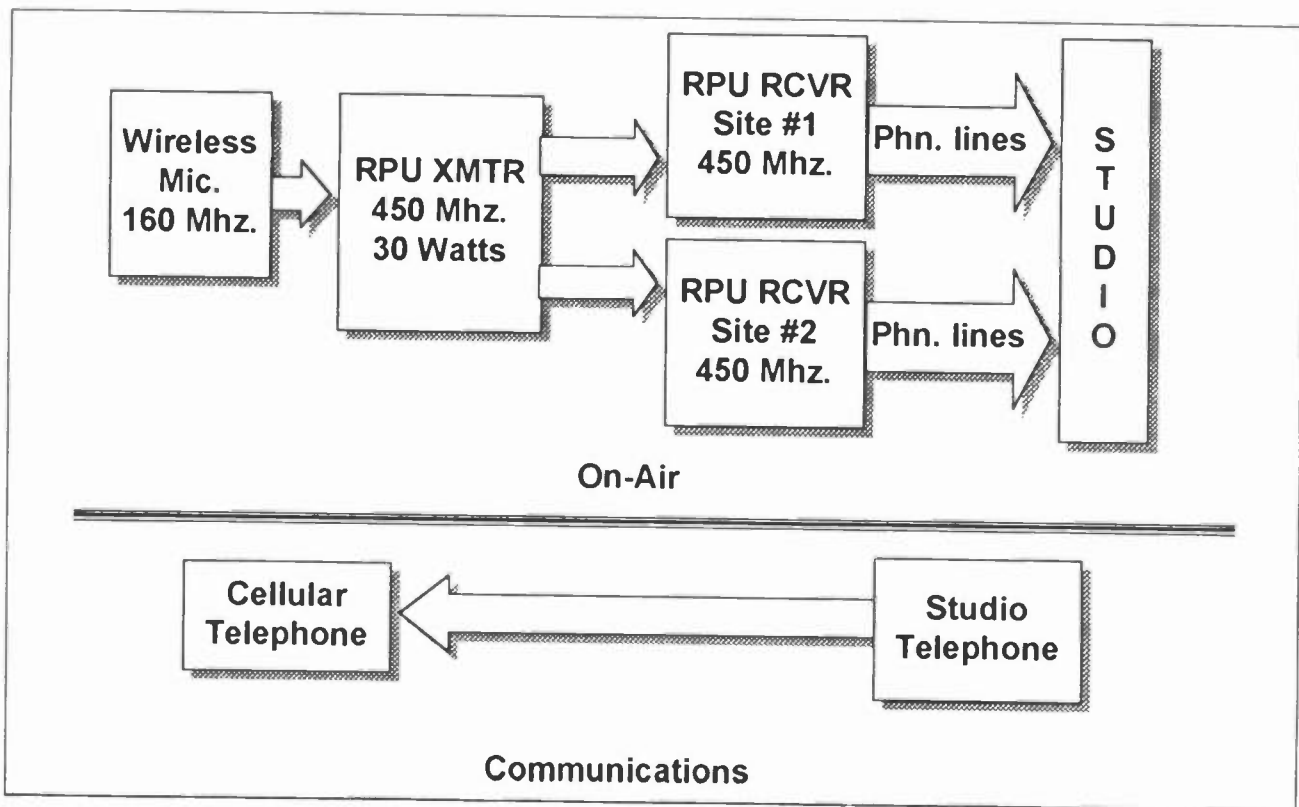 Wireless
Mic.
160 Mhz.
RPU XMTR
450 Mhz.
30 Watts
RPU RCVR
Site #1
450 Mhz.
Phn. lines
RPU RCVR
Site #2
450 Mhz.
Phn. lines
S
T
U
D
I
O
On-Air
Cellular
Telephone
Studio
Telephone
Communications